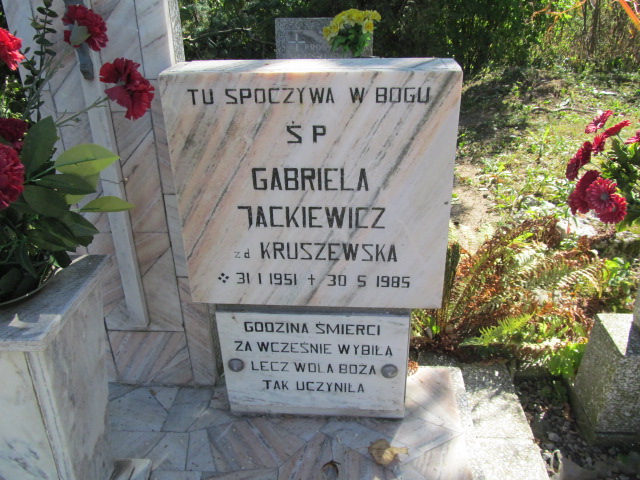 TU SPOCZYWA W BOGU
ŚP
GABRIELA
JACKIEWICZ
zd KRUSZEWSKA
31 I 1951 + 30 5 1985
GODZINA ŚMIERCI
ZA WCZEŚNIE WYBIŁA
LECZ WOLA BOŻA
TAK UCZYNIŁA